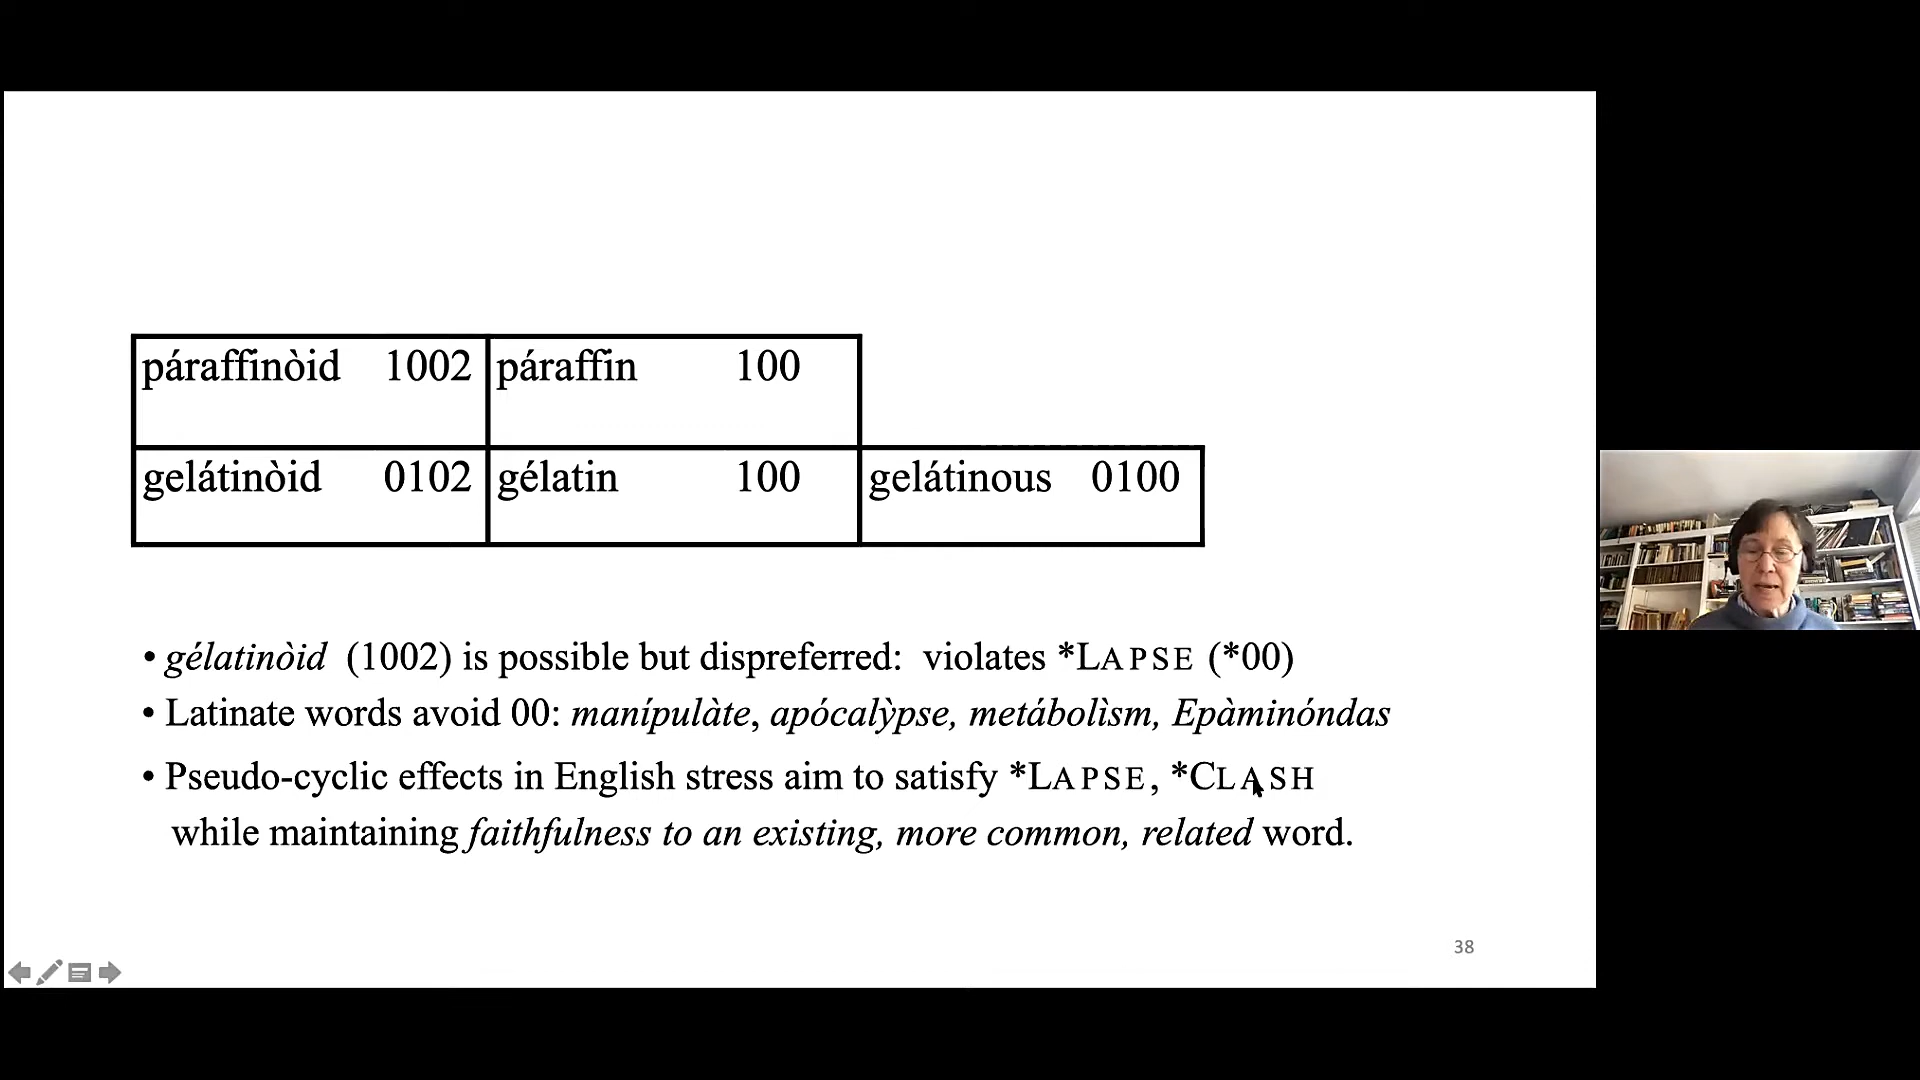 páraffinòid 1002 páraffin 100
gelátinòid 0102 gélatin 100 gelátinous 0100
• gélatinòid (1002) is possible but dispreferred: violates *LAPSE (*00)
• Latinate words avoid 00: manípulàte, apócalỳpse, metábolìsm, Epàminóndas
• Pseudo-cyclic effects in English stress aim to satisfy *LAPSE, *CLASH
while maintaining faithfulness to an existing, more common, related word.
38